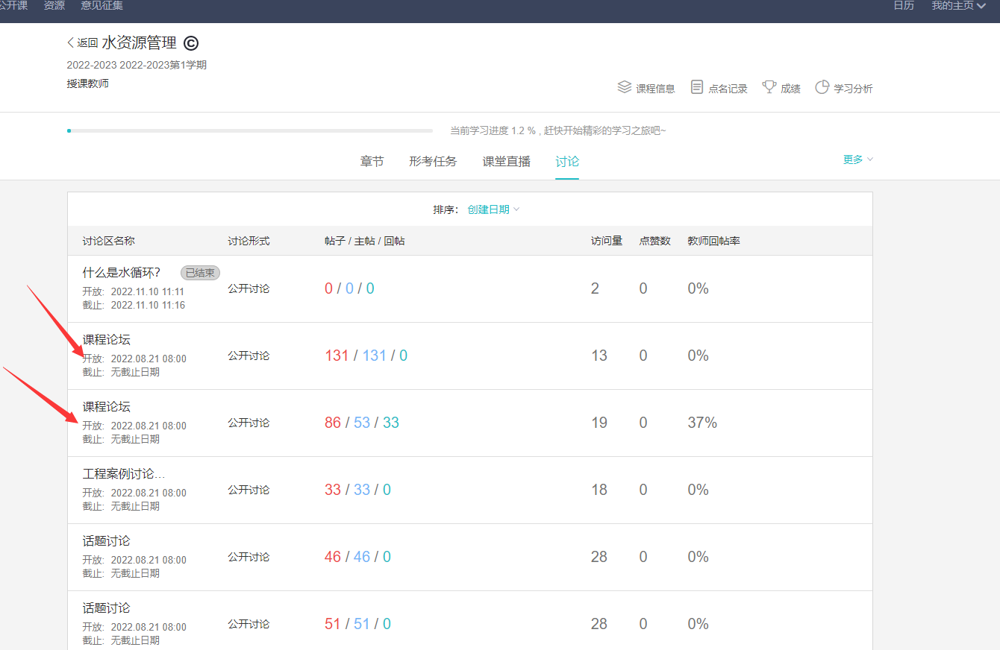 公开课 资源 意见征集 日历 我的主页
返回 水资源管理 ©
2022-2023 2022-2023第1学期
授课教师
课程信息 点名记录 成绩 学习分析
当前学习进度 1.2 % , 赶快开始精彩的学习之旅吧~
章节 形考任务 课堂直播 讨论 更多
排序： 创建日期
讨论区名称 讨论形式 帖子 / 主帖 / 回帖 访问量 点赞数 教师回帖率
什么是水循环? 已结束
开放: 2022.11.10 11:11
截止: 2022.11.10 11:16
公开讨论 0 / 0 / 0 2 0 0%
课程论坛
开放: 2022.08.21 08:00
截止: 无截止日期
公开讨论 131 / 131 / 0 13 0 0%
课程论坛
开放: 2022.08.21 08:00
截止: 无截止日期
公开讨论 86 / 53 / 33 19 0 37%
工程案例讨论...
开放: 2022.08.21 08:00
截止: 无截止日期
公开讨论 33 / 33 / 0 18 0 0%
话题讨论
开放: 2022.08.21 08:00
截止: 无截止日期
公开讨论 46 / 46 / 0 28 0 0%
话题讨论
开放: 2022.08.21 08:00
截止: 无截止日期
公开讨论 51 / 51 / 0 28 0 0%